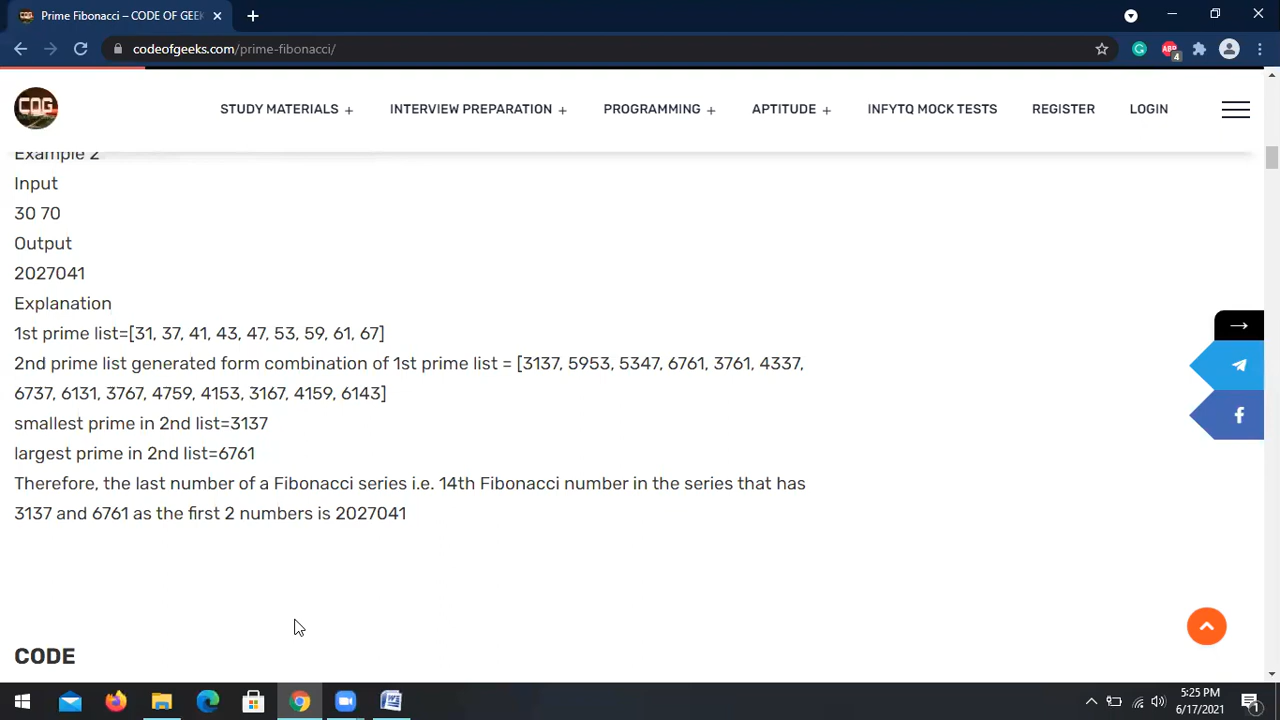 Prime Fibonacci – CODE OF GEEK
codeofgeeks.com/prime-fibonacci/
4
COG
STUDY MATERIALS +
INTERVIEW PREPARATION +
PROGRAMMING +
APTITUDE +
INFYTQ MOCK TESTS
REGISTER
LOGIN
Example 2
Input
30 70
Output
2027041
Explanation
1st prime list=[31, 37, 41, 43, 47, 53, 59, 61, 67]
2nd prime list generated form combination of 1st prime list = [3137, 5953, 5347, 6761, 3761, 4337,
6737, 6131, 3767, 4759, 4153, 3167, 4159, 6143]
smallest prime in 2nd list=3137
largest prime in 2nd list=6761
Therefore, the last number of a Fibonacci series i.e. 14th Fibonacci number in the series that has
3137 and 6761 as the first 2 numbers is 2027041
CODE
5:25 PM
6/17/2021
1